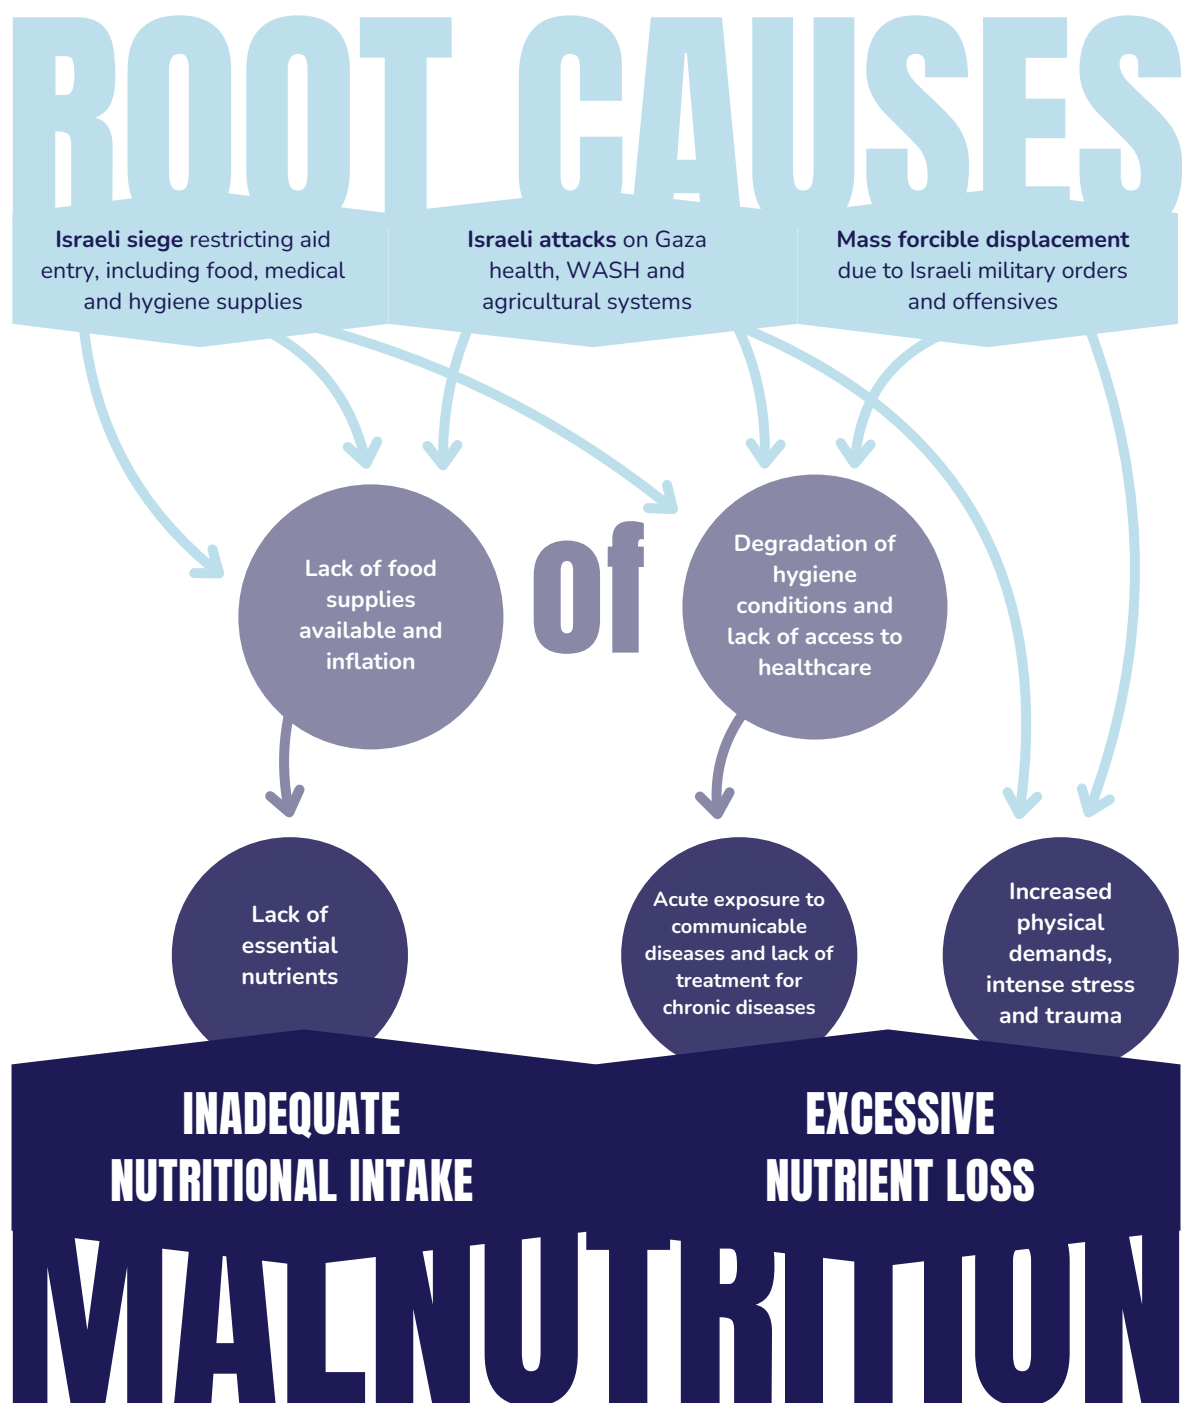 ROOT CAUSES
Israeli siege restricting aid
entry, including food, medical
and hygiene supplies
Israeli attacks on Gaza
health, WASH and
agricultural systems
Mass forcible displacement
due to Israeli military orders
and offensives
of
Lack of food
supplies
available and
inflation
Degradation of
hygiene
conditions and
lack of access to
healthcare
Lack of
essential
nutrients
Acute exposure to
communicable
diseases and lack of
treatment for
chronic diseases
Increased
physical
demands,
intense stress
and trauma
INADEQUATE
NUTRITIONAL INTAKE
EXCESSIVE
NUTRIENT LOSS
MALNUTRITION